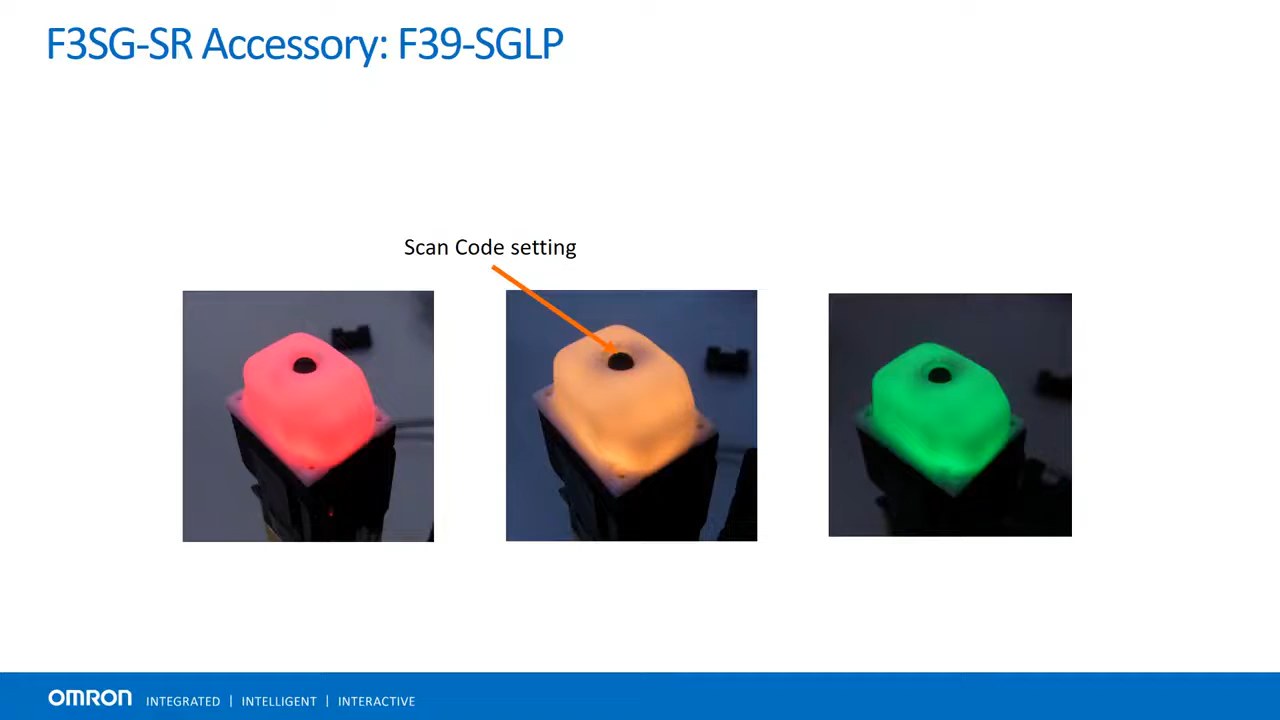 F3SG-SR Accessory: F39-SGLP
Scan Code setting
OMRON INTEGRATED | INTELLIGENT | INTERACTIVE